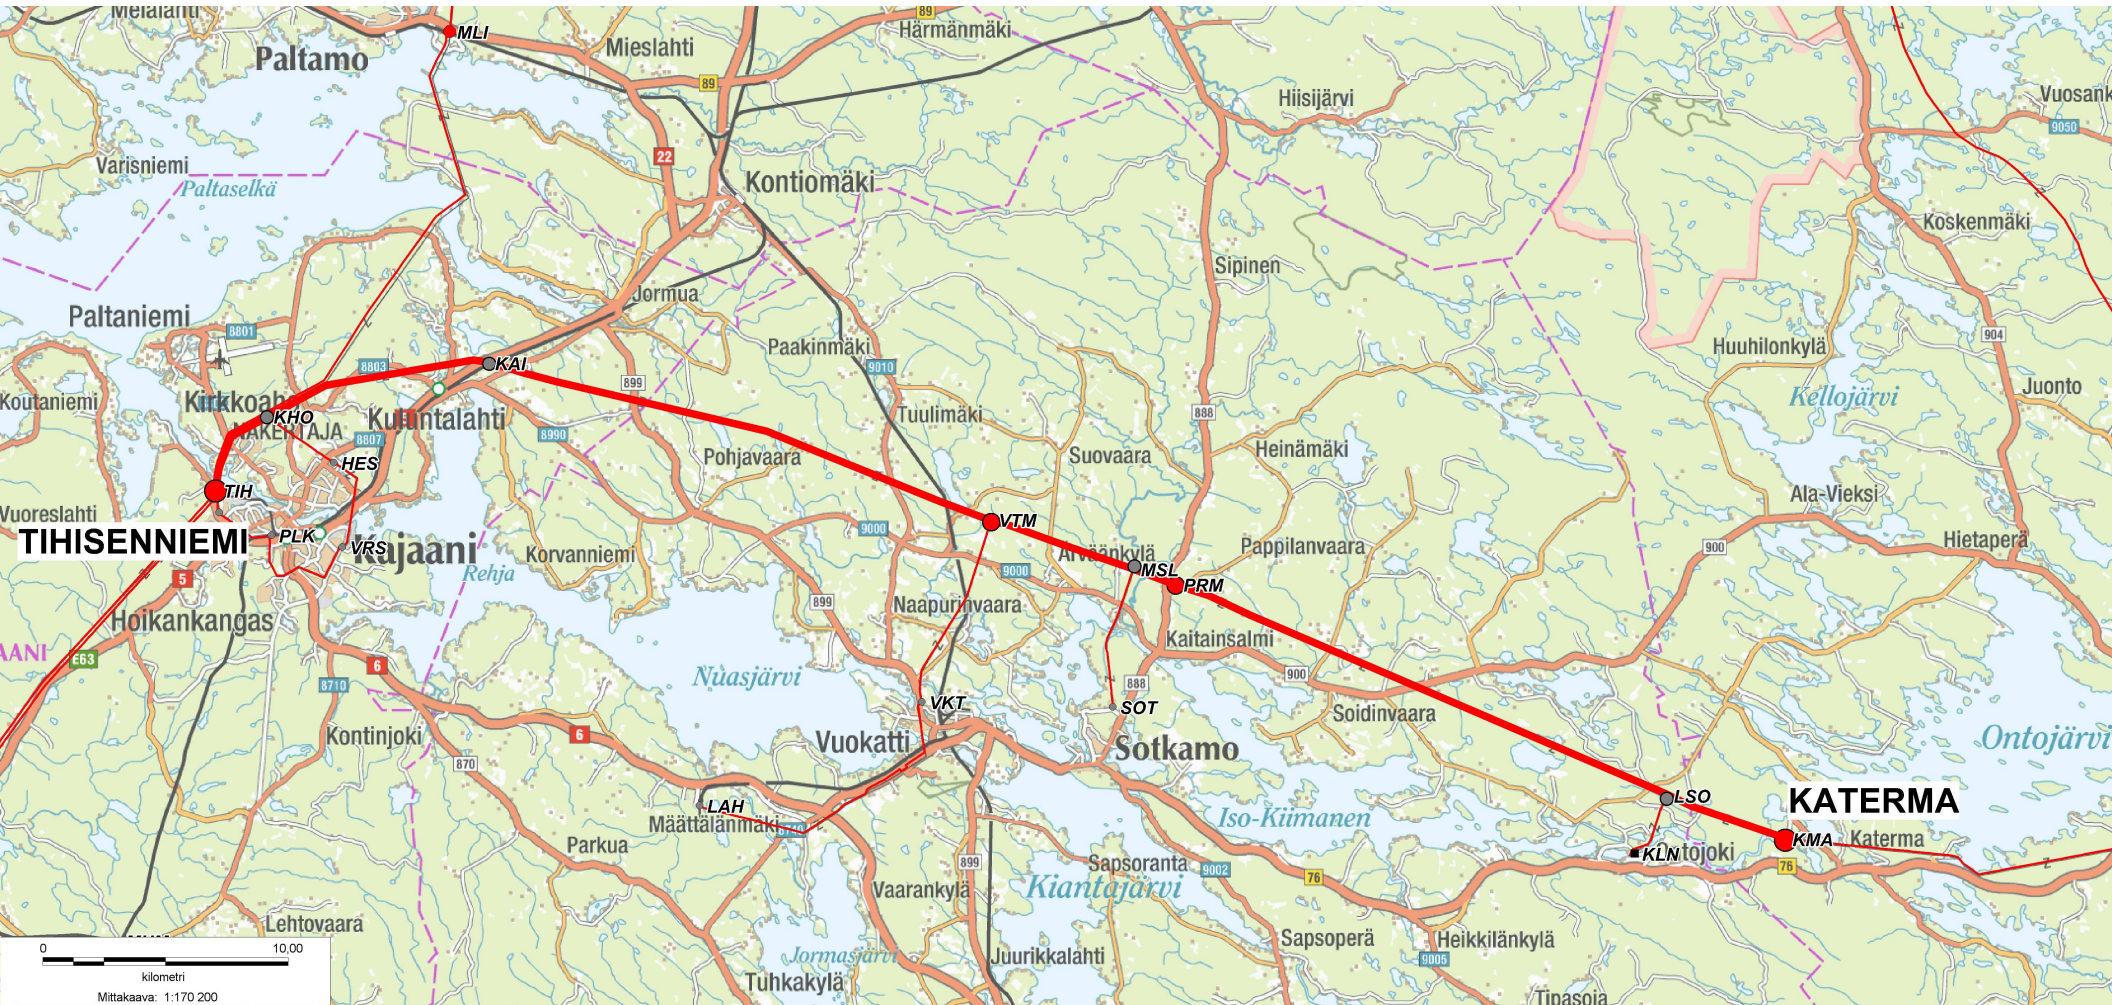 Melalahti
MLI
89
Härmänmäki
Paltamo
Mieslahti
89
Hiisijärvi
Vuosank
9050
Varisniemi
22
Paltaselkä
Kontiomäki
Koskenmäki
Sipinen
Jormua
Paltaniemi
8801
904
Paakinmäki
Huuhilonkylä
8803
KAI
9010
899
Juonto
Koutaniemi
Kellojärvi
KHO
Kuluntalahti
Tuulimäki
888
8807
8990
Heinämäki
HES
Pohjavaara
Suovaara
TIH
Ala-Vieksi
Vuoreslahti
VTM
9000
TIHISENNIEMI
PLK
VRS
Kajaani
Korvanniemi
Pappilanvaara
900
Hietaperä
Arväänkylä
MSL
9000
Rehja
5
PRM
899
Naapurinvaara
Hoikankangas
Kaitainsalmi
AANI
E63
6
Nuasjärvi
900
8710
888
VKT
SOT
Soidinvaara
Kontinjoki
6
Vuokatti
Sotkamo
Ontojärvi
870
LSO
KATERMA
LAH
Iso-Kiimanen
Määttälänmäki
KMA
Katerma
Parkua
KLN
tojoki
899
Sapsoranta
9002
76
76
Vaarankylä
Kiantajärvi
Lehtovaara
Sapsoperä
Heikkilänkylä
0
10,00
Jormasjärvi
Juurikkalahti
9005
kilometri
Tuhkakylä
Mittakaava: 1:170 200
Tipasoja